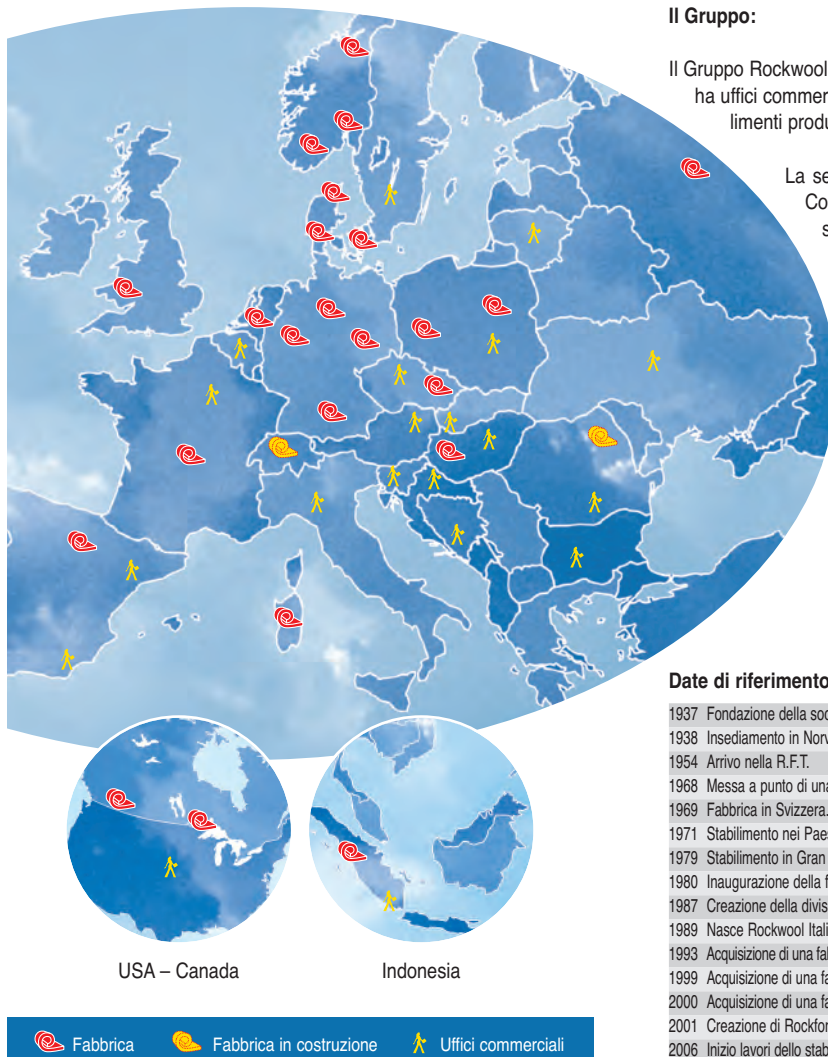 Il Gruppo:
Il Gruppo Rockwool
ha uffici commer
limenti produ
La se
Co
s
USA – Canada
Indonesia
Fabbrica
Fabbrica in costruzione
Uffici commerciali
Date di riferimento
1937 Fondazione della soc
1938 Insediamento in Norv
1954 Arrivo nella R.F.T.
1968 Messa a punto di una
1969 Fabbrica in Svizzera.
1971 Stabilimento nei Paes
1979 Stabilimento in Gran
1980 Inaugurazione della f
1987 Creazione della divis
1989 Nasce Rockwool Itali
1993 Acquisizione di una fal
1999 Acquisizione di una fa
2000 Acquisizione di una fa
2001 Creazione di Rockfon
2006 Inizio lavori dello stab